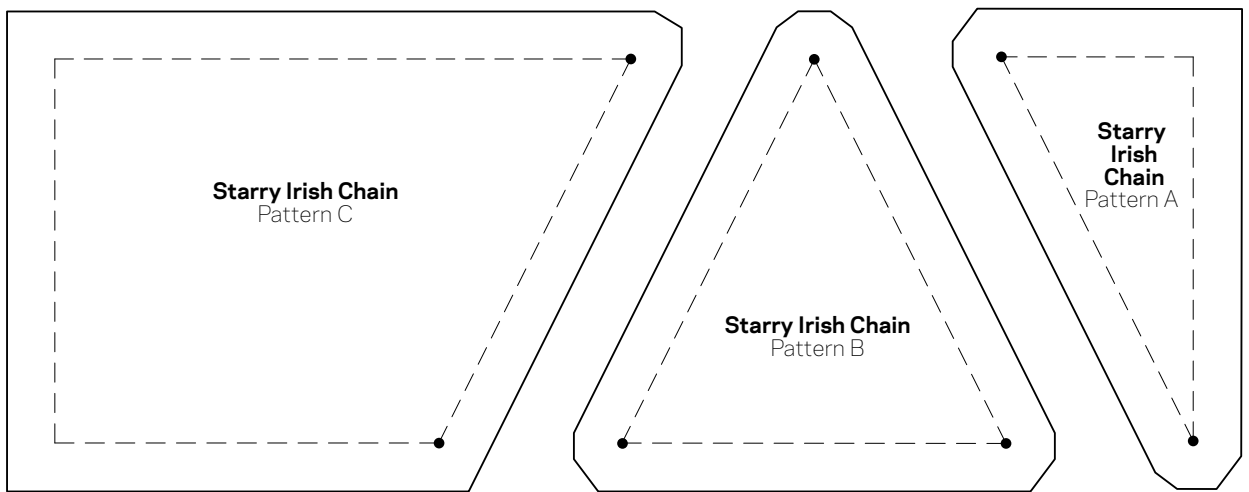 Starry Irish Chain
Pattern C
Starry Irish Chain
Pattern B
Starry
Irish
Chain
Pattern A